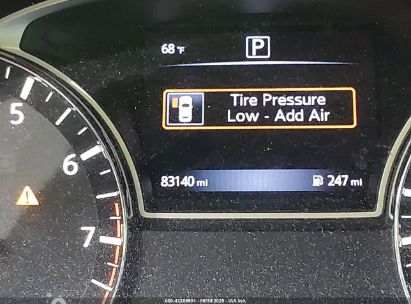 68°F P
Tire Pressure
Low - Add Air
83140 mi 247 mi
5
6
7